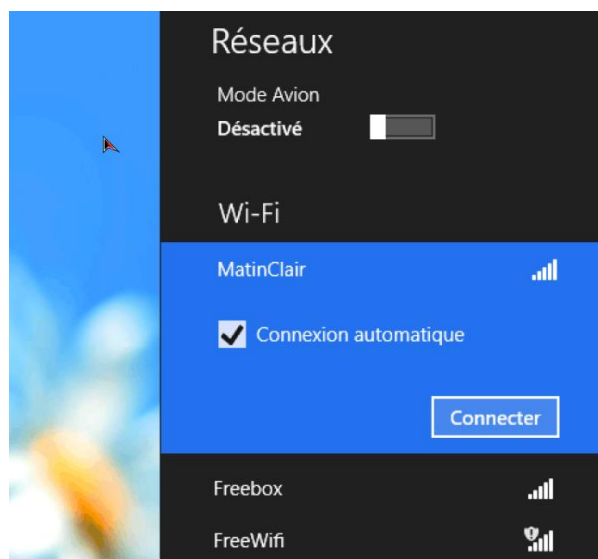 Réseaux
Mode Avion
Désactivé
Wi-Fi
MatinClair
Connexion automatique
Connecter
Freebox
FreeWifi